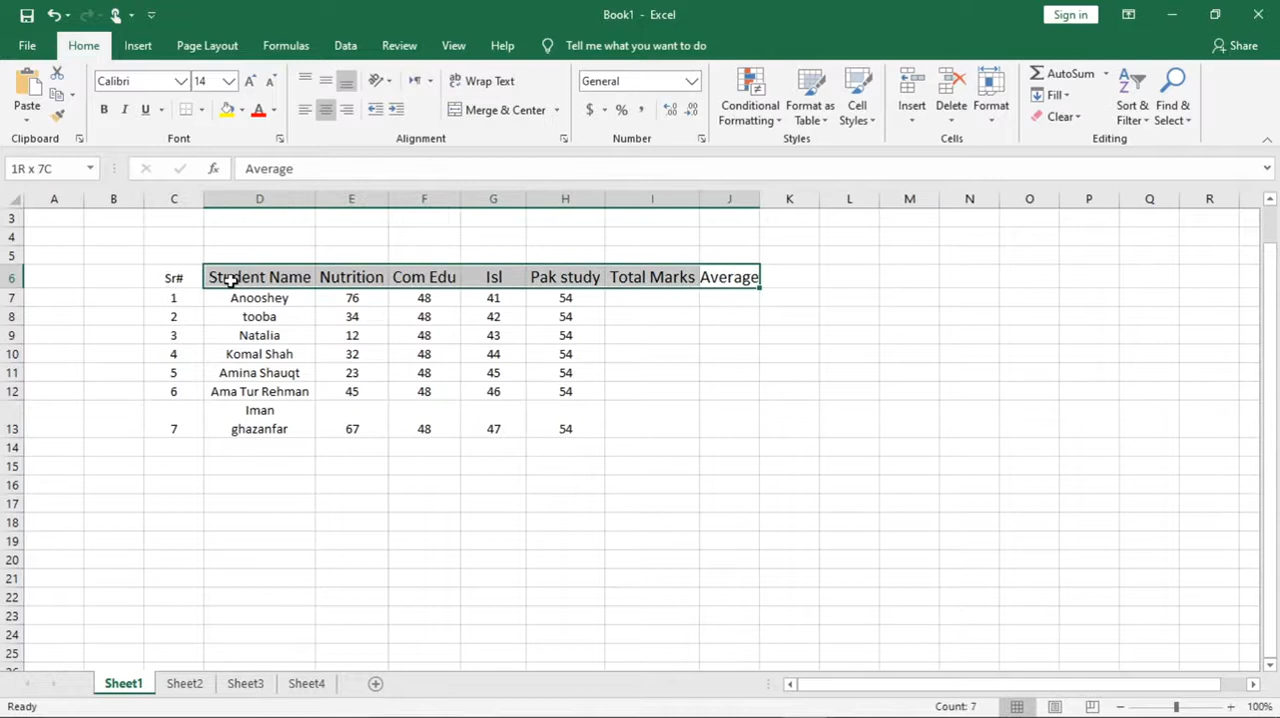 Book1 - Excel
Sign in
File Home Insert Page Layout Formulas Data Review View Help Tell me what you want to do Share
Paste Calibri 14 Wrap Text General Conditional Formatting Format as Table Cell Styles Insert Delete Format AutoSum Sort & Filter Find & Select
B I U Merge & Center $ % , Fill
Clear
Clipboard Font Alignment Number Styles Cells Editing
1R x 7C fx Average
A B C D E F G H I J K L M N O P Q R
3
4
5
6 Sr# Student Name Nutrition Com Edu Isl Pak study Total Marks Average
7 1 Anooshey 76 48 41 54
8 2 tooba 34 48 42 54
9 3 Natalia 12 48 43 54
10 4 Komal Shah 32 48 44 54
11 5 Amina Shauqt 23 48 45 54
12 6 Ama Tur Rehman 45 48 46 54
Iman
13 7 ghazanfar 67 48 47 54
14
15
16
17
18
19
20
21
22
23
24
25
Sheet1 Sheet2 Sheet3 Sheet4
Ready Count: 7 100%